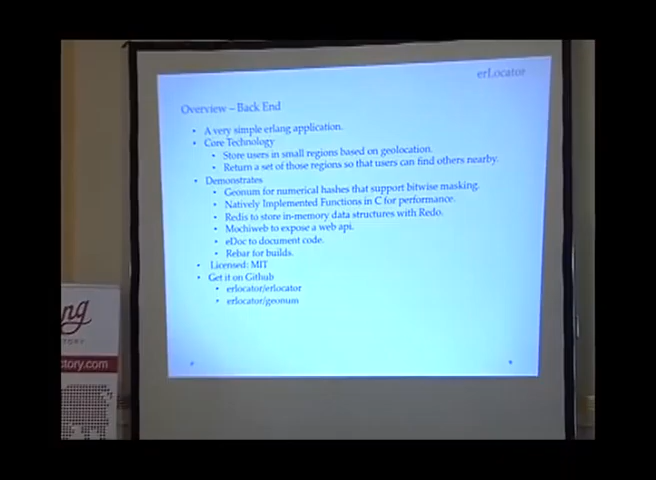 erLocator
Overview – Back End
• A very simple erlang application.
• Core Technology
• Store users in small regions based on geolocation.
• Return a set of those regions so that users can find others nearby.
• Demonstrates
• Geonum for numerical hashes that support bitwise masking.
• Natively Implemented Functions in C for performance.
• Redis to store in-memory data structures with Redo.
• Mochiweb to expose a web api.
• eDoc to document code.
• Rebar for builds.
• Licensed: MIT
• Get it on Github
• erlocator/erlocator
• erlocator/geonum
ng
TORY
ctory.com